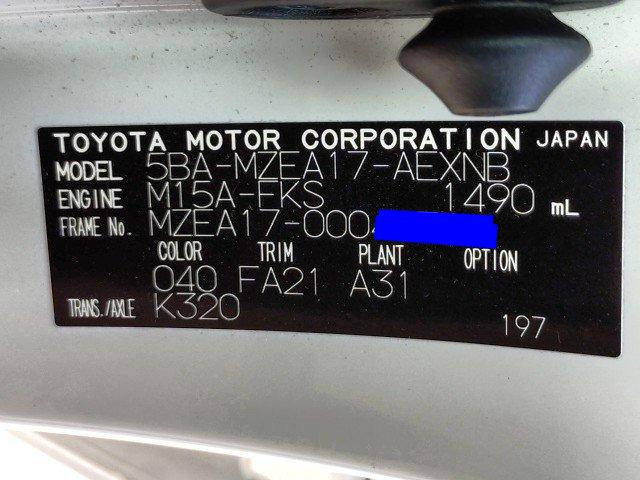 TOYOTA MOTOR CORPORATION JAPAN
MODEL 5BA-MZEA17-AEXNB
ENGINE M15A-FKS 1490 mL
FRAME No. MZEA17-000
COLOR TRIM PLANT OPTION
040 FA21 A31
TRANS./AXLE K320
197